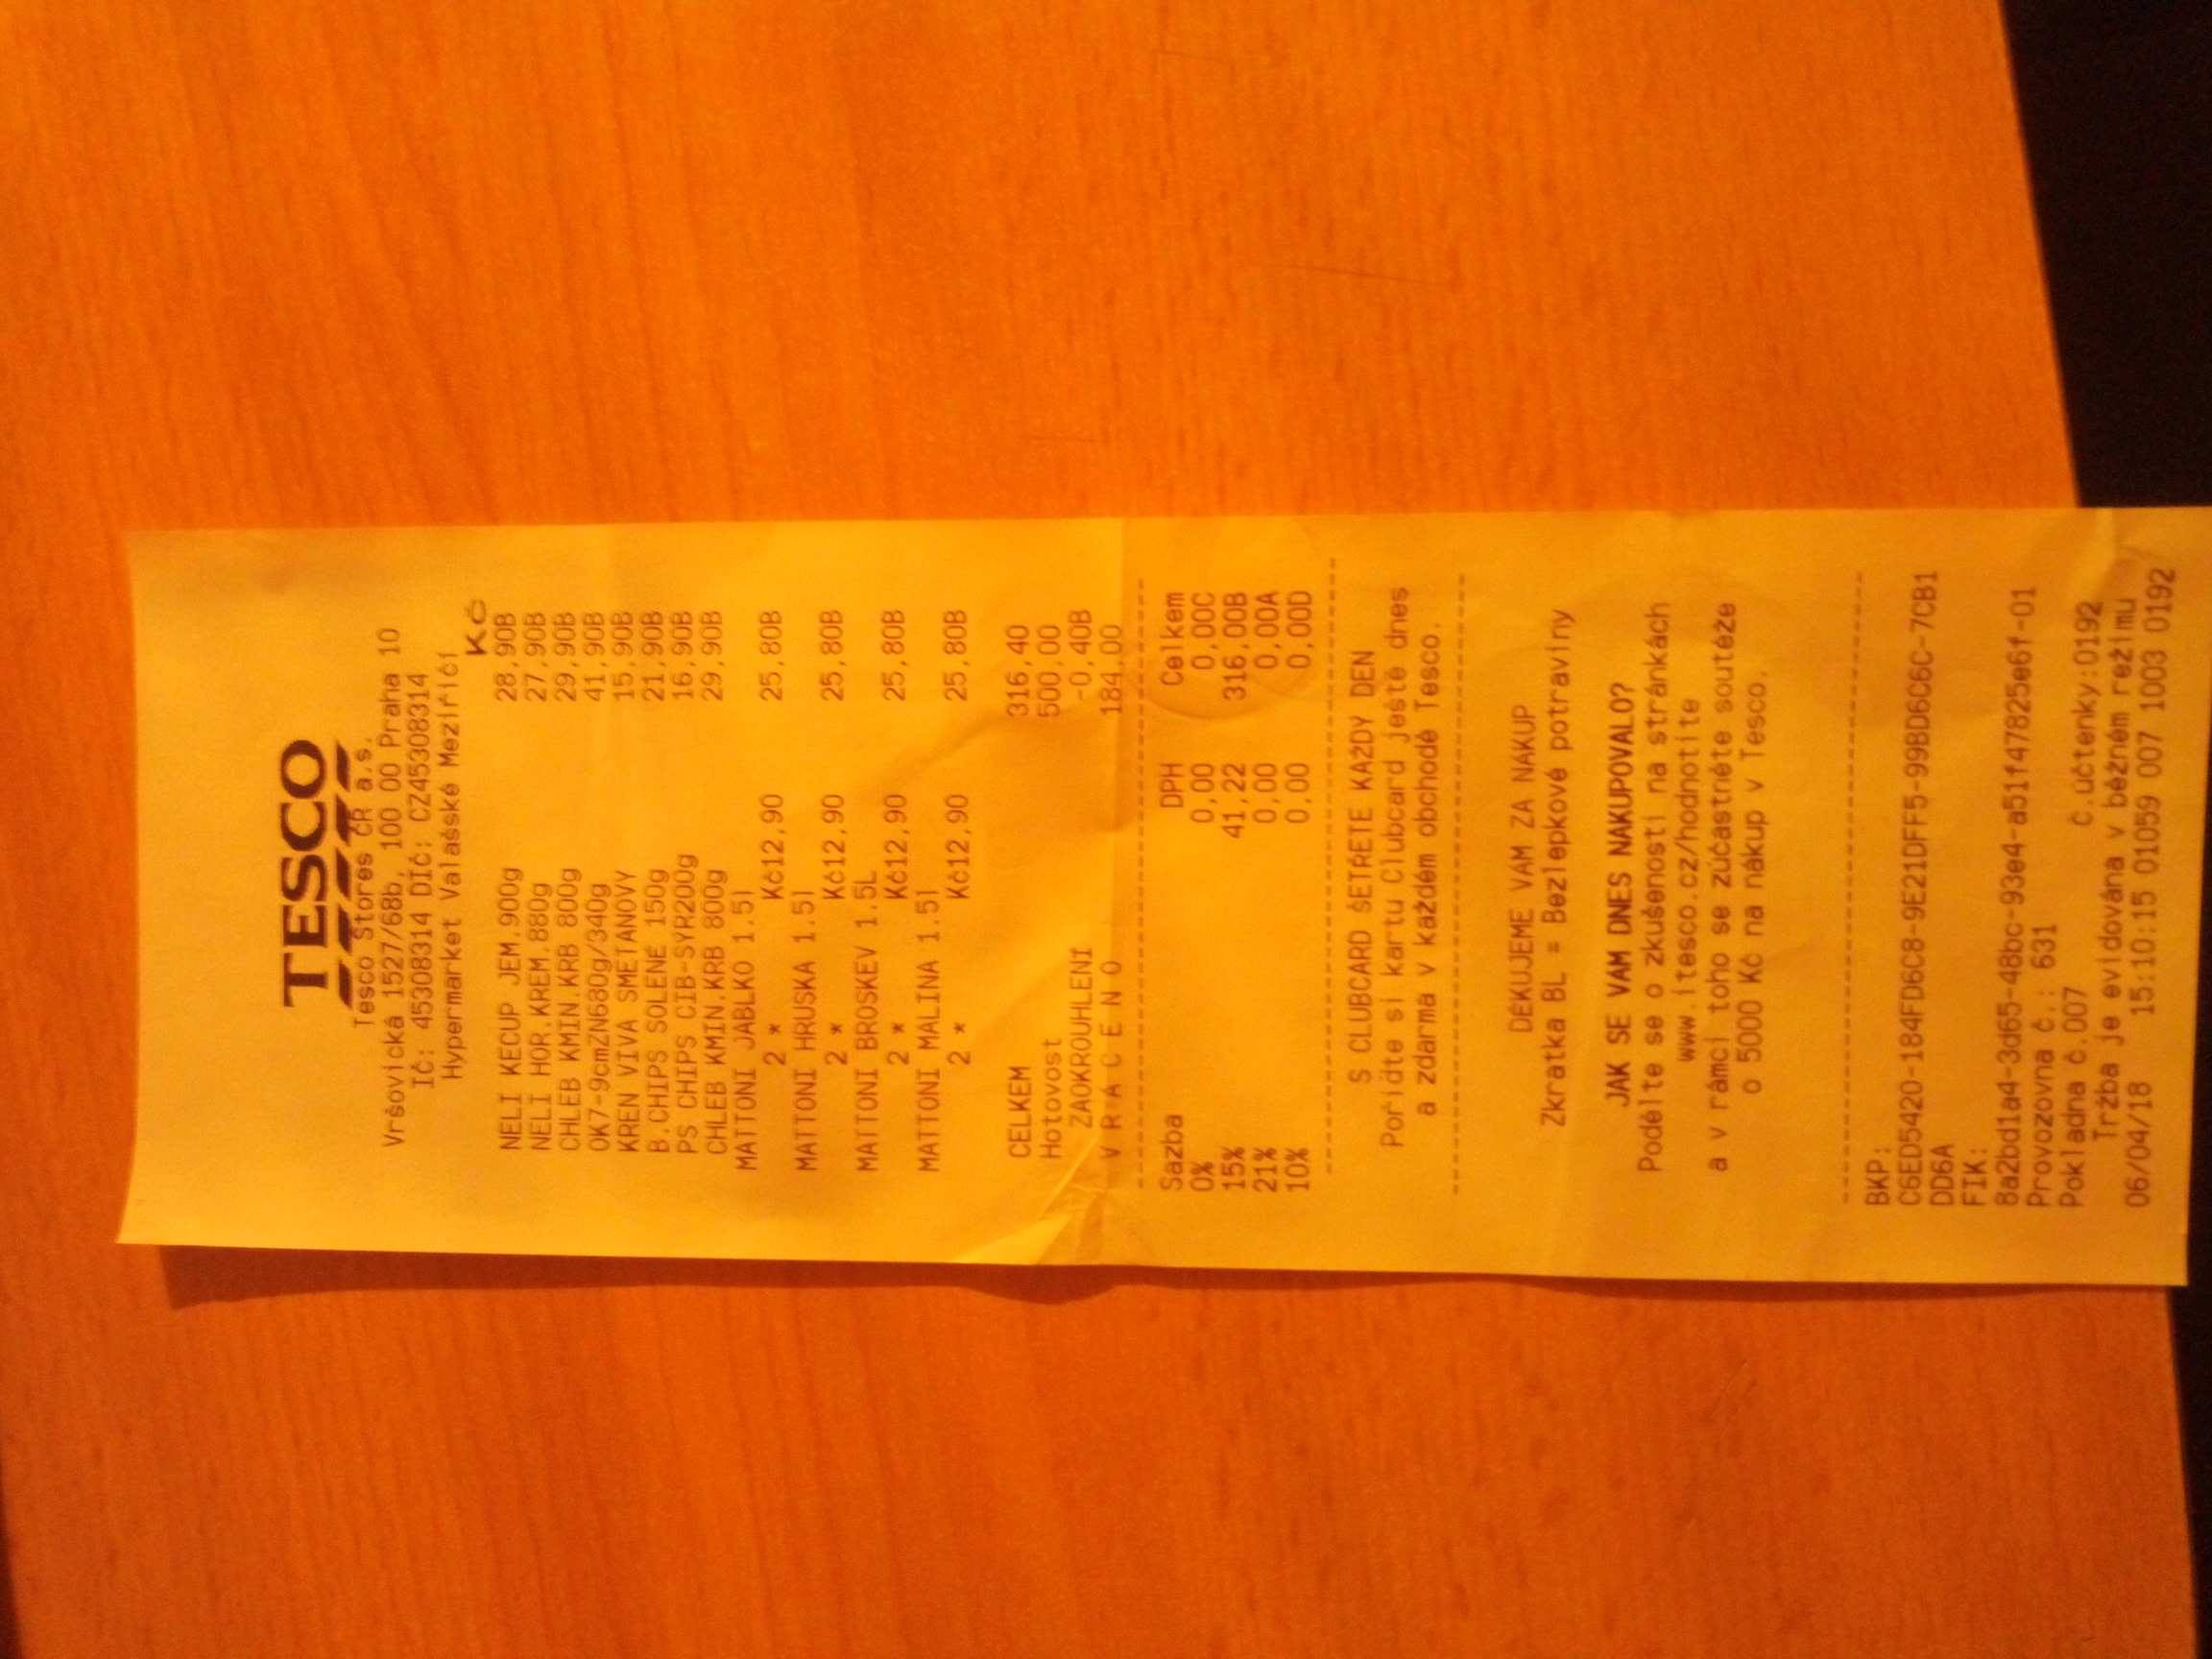 TESCO
Tesco Stores ČR a.s.
Vršovická 1527/68b, 100 00 Praha 10
IČ: 45308314 DIČ: CZ45308314
Hypermarket Valašské Meziříčí
Kč
NELI KECUP JEM.900g 28,90B
NELI HOR.KREM.880g 27,90B
CHLEB KMIN.KRB 800g 29,90B
OK7-9cmZN680g/340g 41,90B
KREN VIVA SMETANOVY 15,90B
B.CHIPS SOLENÉ 150g 21,90B
PS CHIPS CIB-SYR200g 16,90B
CHLEB KMIN.KRB 800g 29,90B
MATTONI JABLKO 1.5l
2 * Kč12,90 25,80B
MATTONI HRUSKA 1.5l
2 * Kč12,90 25,80B
MATTONI BROSKEV 1.5L
2 * Kč12,90 25,80B
MATTONI MALINA 1.5l
2 * Kč12,90 25,80B
CELKEM 316,40
Hotovost 500,00
ZAOKROUHLENI -0,40B
V R A C E N O 184,00
Sazba DPH Celkem
0% 0,00 0,00C
15% 41,22 316,00B
21% 0,00 0,00A
10% 0,00 0,00D
S CLUBCARD ŠETŘETE KAŽDÝ DEN
Pořiďte si kartu Clubcard ještě dnes
a zdarma v každém obchodě Tesco.
DĚKUJEME VÁM ZA NÁKUP
Zkratka BL = Bezlepkové potraviny
JAK SE VÁM DNES NAKUPOVALO?
Podělte se o zkušenosti na stránkách
www.itesco.cz/hodnotite
a v rámci toho se zúčastněte soutěže
o 5000 Kč na nákup v Tesco.
BKP:
C6ED5420-184FD6C8-9E21DFF5-99BD6C6C-7CB1
DD6A
FIK:
8a2bd1a4-3d65-48bc-93e4-a51f47825e6f-01
Provozovna č.: 631
Pokladna č.007 Č.účtenky:0192
Tržba je evidována v běžném režimu
06/04/18 15:10:15 01059 007 1003 0192